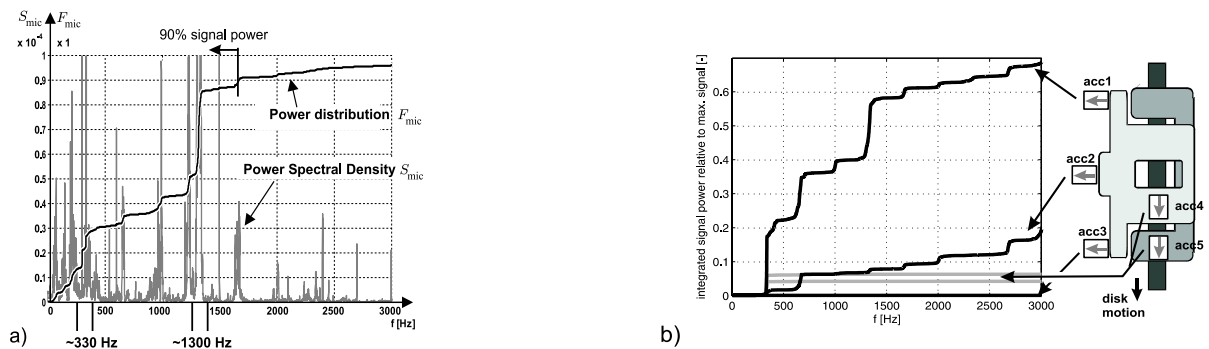 S_mic F_mic
x 10⁻⁴ x 1
90% signal power
1
0.9
0.8
0.7
0.6
0,5
0.4
0.3
0.2
0.1
0
Power distribution F_mic
Power Spectral Density S_mic
0 500 1000 1500 2000 2500 3000
f [Hz]
~330 Hz ~1300 Hz
a)
integrated signal power relative to max. signal [-]
0.6
0.5
0.4
0.3
0.2
0.1
0
0 500 1000 1500 2000 2500 3000
f [Hz]
acc1
acc2
acc3
acc4
acc5
disk
motion
b)